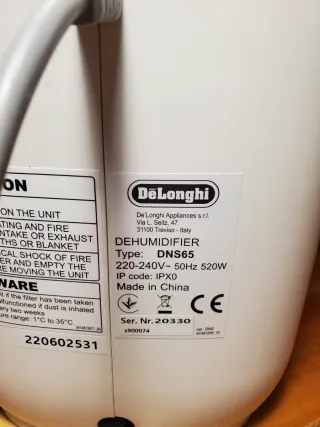 ON
ON THE UNIT
ATING AND FIRE
NTAKE OR EXHAUST
THS OR BLANKET
CAL SHOCK OF FIRE
R AND EMPTY THE
RE MOVING THE UNIT
WARE
t if the filter has been taken
malfunctioned if dust is inhaled
very two weeks
ture range: 1°C to 35°C
220602531
DeLonghi
De'Longhi Appliances s.r.l.
Via L. Seitz, 47
31100 Treviso - Italy
DEHUMIDIFIER
Type: DNS65
220-240V~ 50Hz 520W
IP code: IPX0
Made in China
CE
Ser. Nr. 20330
s900074